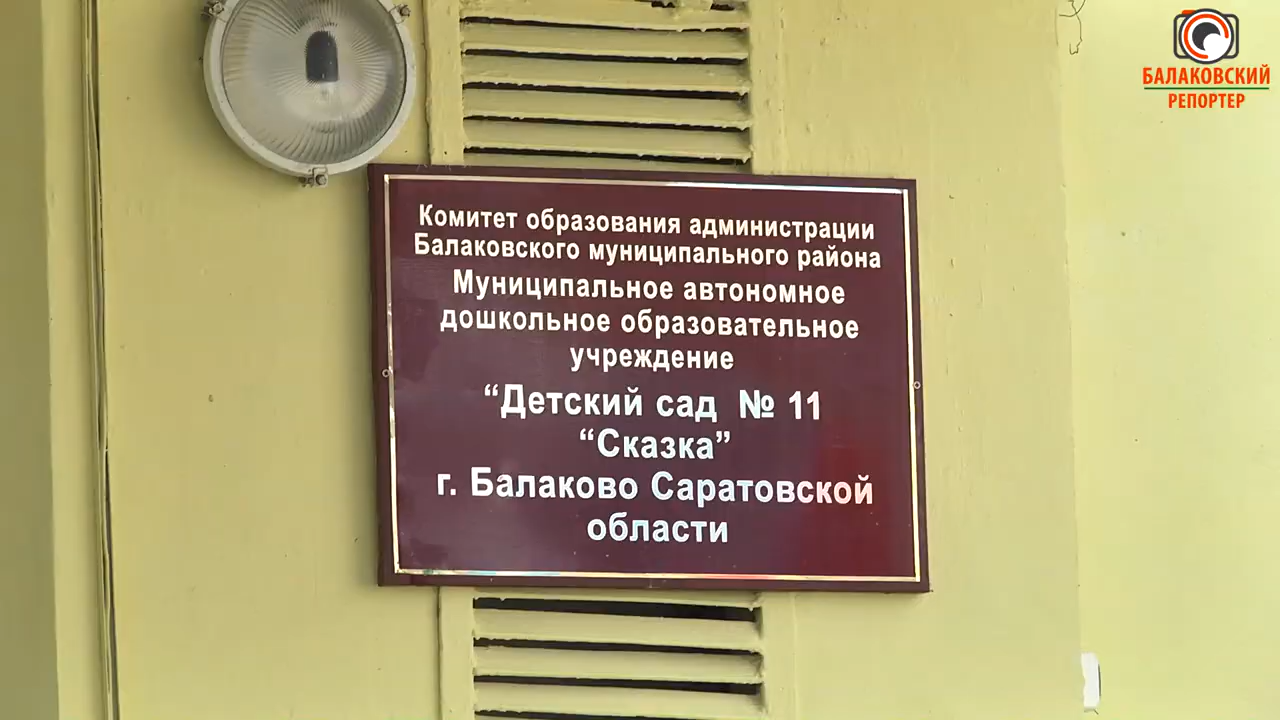 БАЛАКОВСКИЙ
РЕПОРТЕР
Комитет образования администрации
Балаковского муниципального района
Муниципальное автономное
дошкольное образовательное
учреждение
“Детский сад № 11
“Сказка”
г. Балаково Саратовской
области